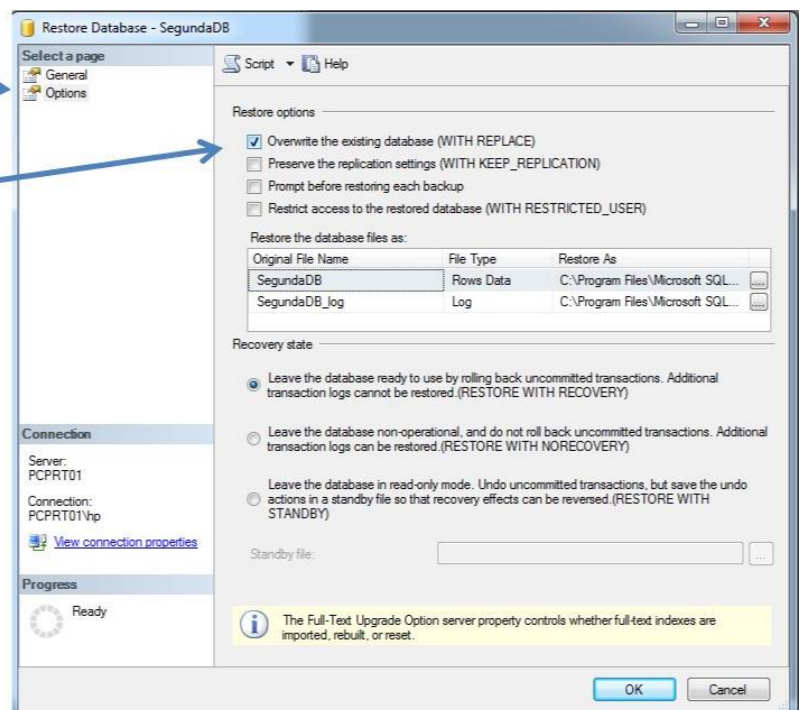 Restore Database - SegundaDB
Select a page
General
Options
Script Help
Restore options
Overwrite the existing database (WITH REPLACE)
Preserve the replication settings (WITH KEEP_REPLICATION)
Prompt before restoring each backup
Restrict access to the restored database (WITH RESTRICTED_USER)
Restore the database files as:
Original File Name File Type Restore As
SegundaDB Rows Data C:\Program Files\Microsoft SQL... ...
SegundaDB_log Log C:\Program Files\Microsoft SQL... ...
Recovery state
Leave the database ready to use by rolling back uncommitted transactions. Additional
transaction logs cannot be restored.(RESTORE WITH RECOVERY)
Leave the database non-operational, and do not roll back uncommitted transactions. Additional
transaction logs can be restored.(RESTORE WITH NORECOVERY)
Leave the database in read-only mode. Undo uncommitted transactions, but save the undo
actions in a standby file so that recovery effects can be reversed.(RESTORE WITH
STANDBY)
Standby file: ...
Connection
Server:
PCPRT01
Connection:
PCPRT01\hp
View connection properties
Progress
Ready
The Full-Text Upgrade Option server property controls whether full-text indexes are
imported, rebuilt, or reset.
OK Cancel